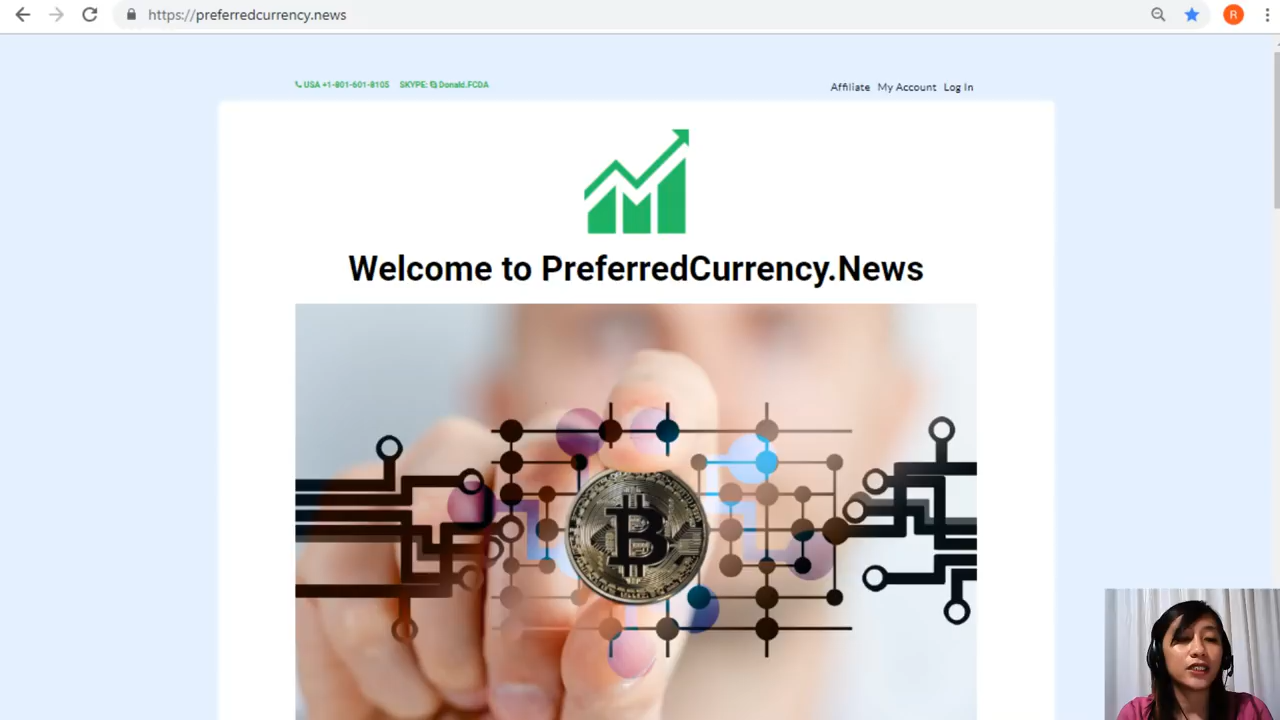 https://preferredcurrency.news
R
USA +1-801-601-8105 SKYPE: Donald.FCDA
Affiliate My Account Log In
Welcome to PreferredCurrency.News